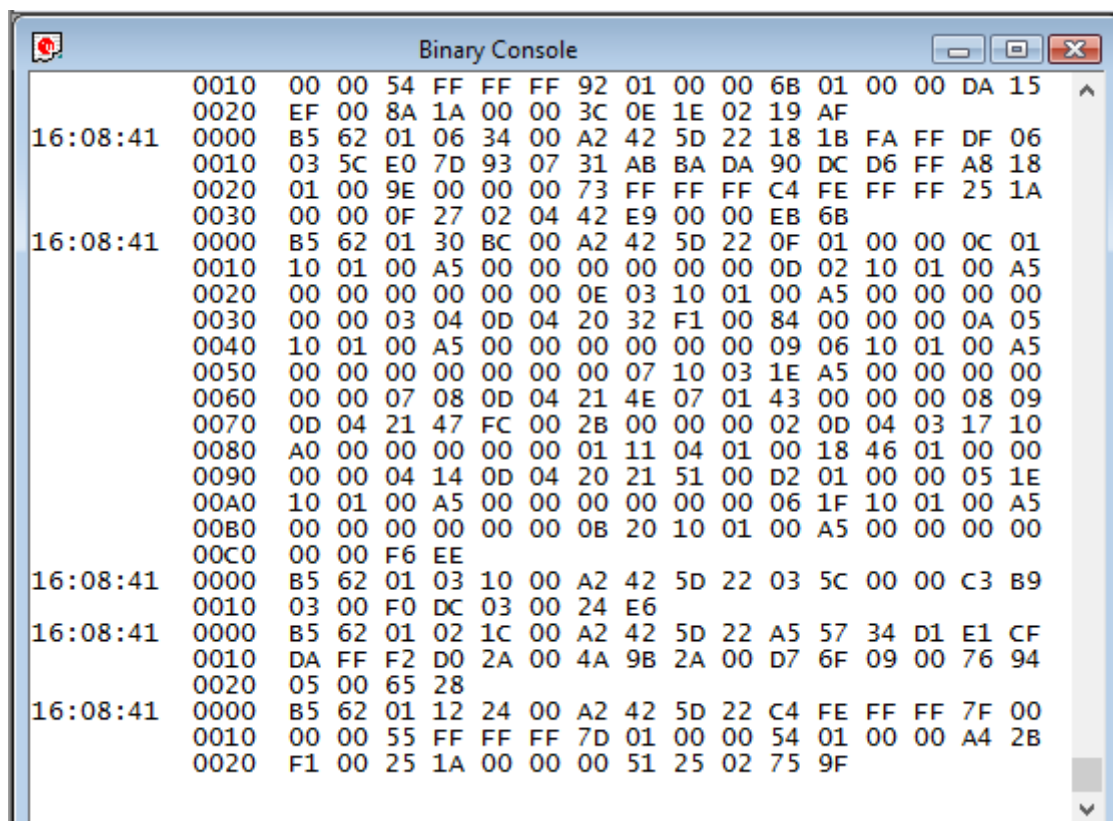 Binary Console
0010 00 00 54 FF FF FF 92 01 00 00 6B 01 00 00 DA 15
0020 EF 00 8A 1A 00 00 3C 0E 1E 02 19 AF
16:08:41 0000 B5 62 01 06 34 00 A2 42 5D 22 18 1B FA FF DF 06
0010 03 5C E0 7D 93 07 31 AB BA DA 90 DC D6 FF A8 18
0020 01 00 9E 00 00 00 73 FF FF FF C4 FE FF FF 25 1A
0030 00 00 0F 27 02 04 42 E9 00 00 EB 6B
16:08:41 0000 B5 62 01 30 BC 00 A2 42 5D 22 0F 01 00 00 0C 01
0010 10 01 00 A5 00 00 00 00 00 00 0D 02 10 01 00 A5
0020 00 00 00 00 00 00 0E 03 10 01 00 A5 00 00 00 00
0030 00 00 03 04 0D 04 20 32 F1 00 84 00 00 00 0A 05
0040 10 01 00 A5 00 00 00 00 00 00 09 06 10 01 00 A5
0050 00 00 00 00 00 00 00 07 10 03 1E A5 00 00 00 00
0060 00 00 07 08 0D 04 21 4E 07 01 43 00 00 00 08 09
0070 0D 04 21 47 FC 00 2B 00 00 00 02 0D 04 03 17 10
0080 A0 00 00 00 00 00 01 11 04 01 00 18 46 01 00 00
0090 00 00 04 14 0D 04 20 21 51 00 D2 01 00 00 05 1E
00A0 10 01 00 A5 00 00 00 00 00 00 06 1F 10 01 00 A5
00B0 00 00 00 00 00 00 0B 20 10 01 00 A5 00 00 00 00
00C0 00 00 F6 EE
16:08:41 0000 B5 62 01 03 10 00 A2 42 5D 22 03 5C 00 00 C3 B9
0010 03 00 F0 DC 03 00 24 E6
16:08:41 0000 B5 62 01 02 1C 00 A2 42 5D 22 A5 57 34 D1 E1 CF
0010 DA FF F2 D0 2A 00 4A 9B 2A 00 D7 6F 09 00 76 94
0020 05 00 65 28
16:08:41 0000 B5 62 01 12 24 00 A2 42 5D 22 C4 FE FF FF 7F 00
0010 00 00 55 FF FF FF 7D 01 00 00 54 01 00 00 A4 2B
0020 F1 00 25 1A 00 00 00 51 25 02 75 9F